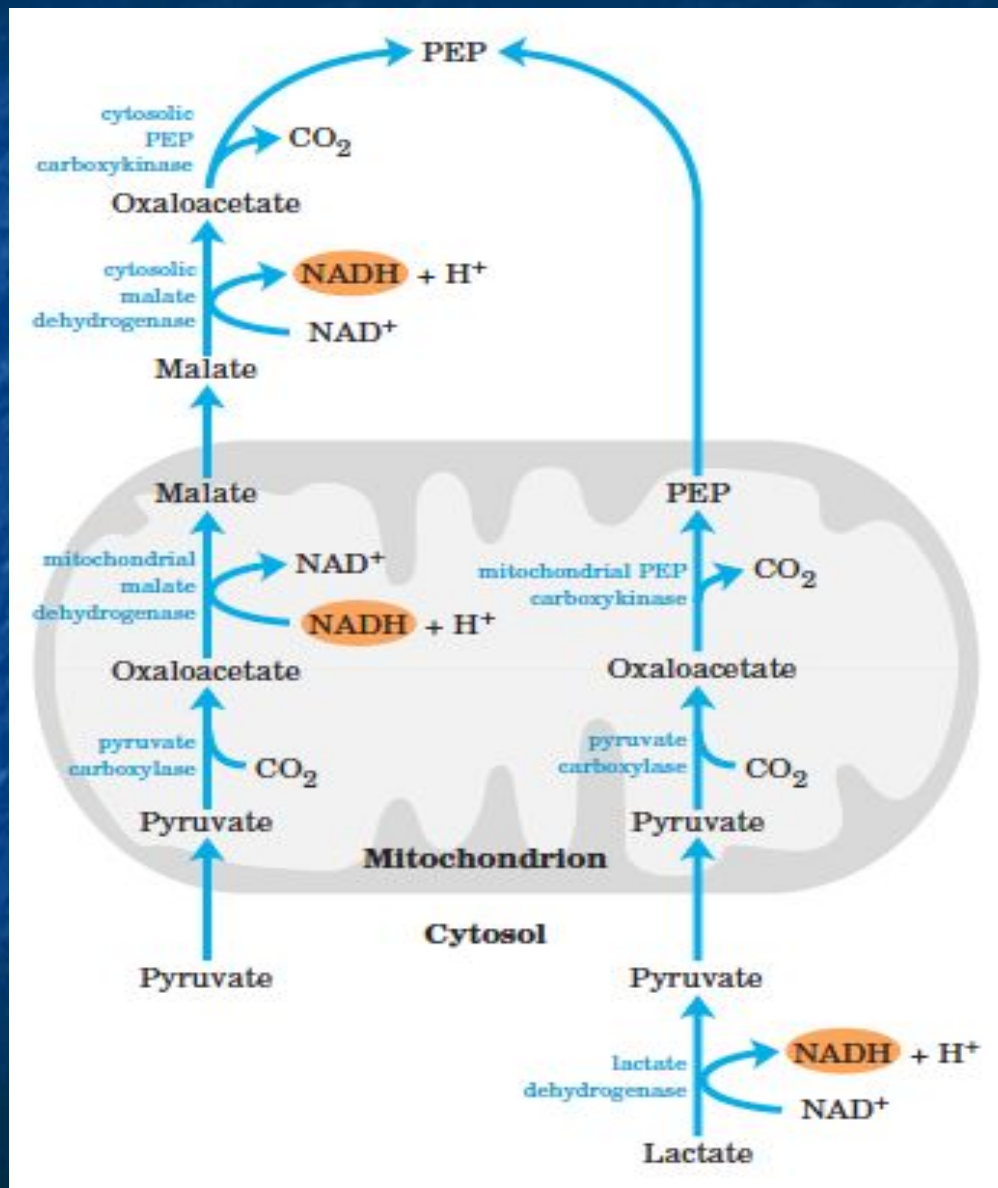 PEP
cytosolic
PEP
carboxykinase
CO₂
Oxaloacetate
cytosolic
malate
dehydrogenase
NADH + H⁺
NAD⁺
Malate
Malate
mitochondrial
malate
dehydrogenase
NAD⁺
NADH + H⁺
Oxaloacetate
pyruvate
carboxylase
CO₂
Pyruvate
Pyruvate
PEP
mitochondrial PEP
carboxykinase
CO₂
Oxaloacetate
pyruvate
carboxylase
CO₂
Pyruvate
Mitochondrion
Cytosol
Pyruvate
lactate
dehydrogenase
NADH + H⁺
NAD⁺
Lactate